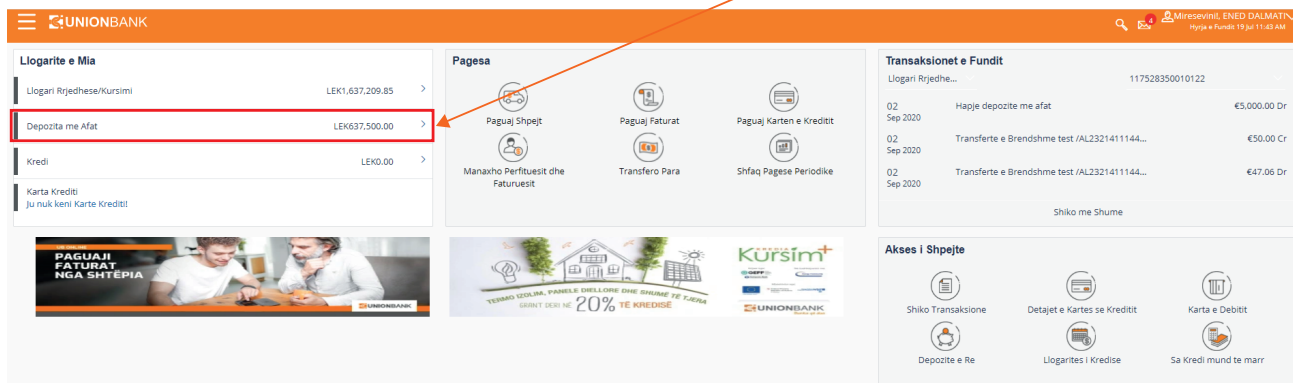 UNIONBANK
4
Miresevinil, ENED DALMATI
Hyrja e Fundit 19 Jul 11:43 AM
Llogarite e Mia
Llogari Rrjedhese/Kursimi LEK1,637,209.85
Depozita me Afat LEK637,500.00
Kredi LEK0.00
Karta Krediti
Ju nuk keni Karte Krediti!
Pagesa
Paguaj Shpejt
Paguaj Faturat
Paguaj Karten e Kreditit
Manaxho Perfituesit dhe
Faturuesit
Transfero Para
Shfaq Pagese Periodike
Transaksionet e Fundit
Llogari Rrjedhe... 117528350010122
02 Hapje depozite me afat €5,000.00 Dr
Sep 2020
02 Transferte e Brendshme test /AL2321411144... €50.00 Cr
Sep 2020
02 Transferte e Brendshme test /AL2321411144... €47.06 Dr
Sep 2020
Shiko me Shume
UB ONLINE
PAGUAJI
FATURAT
NGA SHTËPIA
UNIONBANK
TERMO IZOLIM, PANELE DIELLORE DHE SHUMË TË TJERA
GRANT DERI NË 20% TË KREDISË
KREDIA
Kursim+
GEFF
UNIONBANK
Akses i Shpejte
Shiko Transaksione
Detajet e Kartes se Kreditit
Karta e Debitit
Depozite e Re
Llogarites i Kredise
Sa Kredi mund te marr